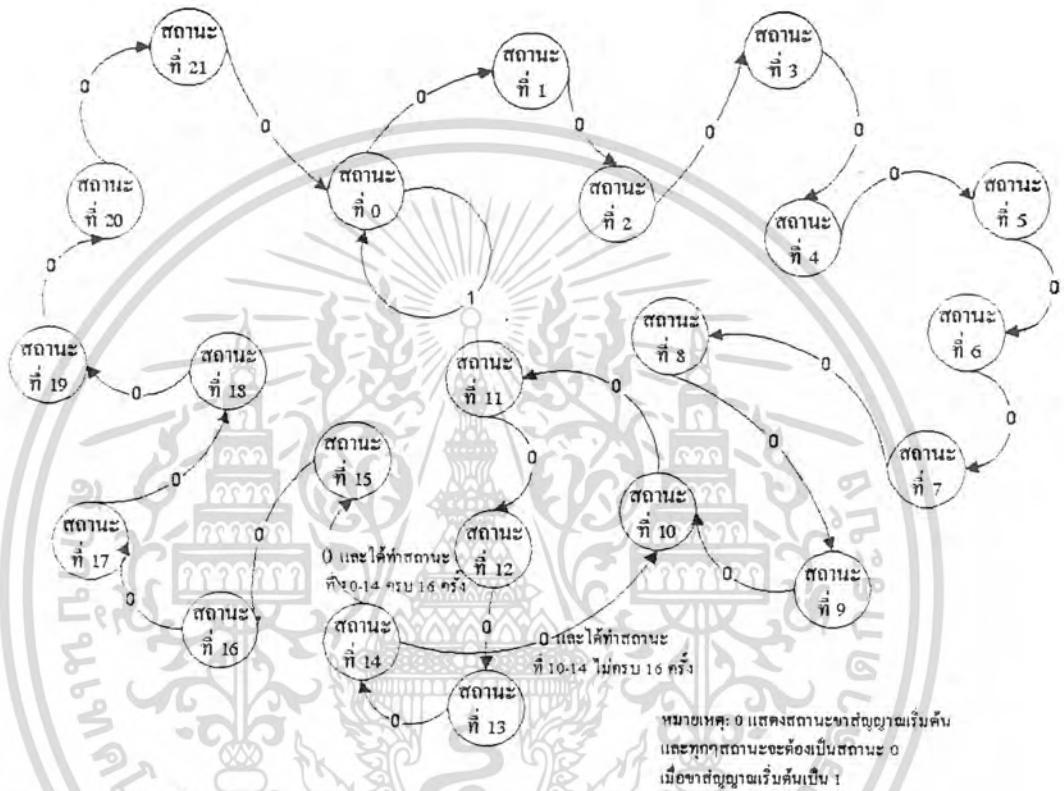 สถานะ
ที่ 21
สถานะ
ที่ 1
สถานะ
ที่ 3
0
0
0
0
0
0
สถานะ
ที่ 20
สถานะ
ที่ 0
สถานะ
ที่ 2
สถานะ
ที่ 4
0
สถานะ
ที่ 5
0
0
1
สถานะ
ที่ 19
0
สถานะ
ที่ 18
สถานะ
ที่ 11
0
สถานะ
ที่ 8
0
สถานะ
ที่ 6
0
0
0
0
สถานะ
ที่ 15
สถานะ
ที่ 10
สถานะ
ที่ 7
สถานะ
ที่ 17
0
0 และได้ทำสถานะ
ที่ 10-14 ครบ 16 ครั้ง
สถานะ
ที่ 12
0
สถานะ
ที่ 9
0
สถานะ
ที่ 16
สถานะ
ที่ 14
0
0 และได้ทำสถานะ
ที่ 10-14 ไม่ครบ 16 ครั้ง
0
สถานะ
ที่ 13
หมายเหตุ: 0 แสดงสถานะขาสัญญาณเริ่มต้น
และทุกๆสถานะจะต้องเป็นสถานะ 0
เมื่อขาสัญญาณเริ่มต้นเป็น 1